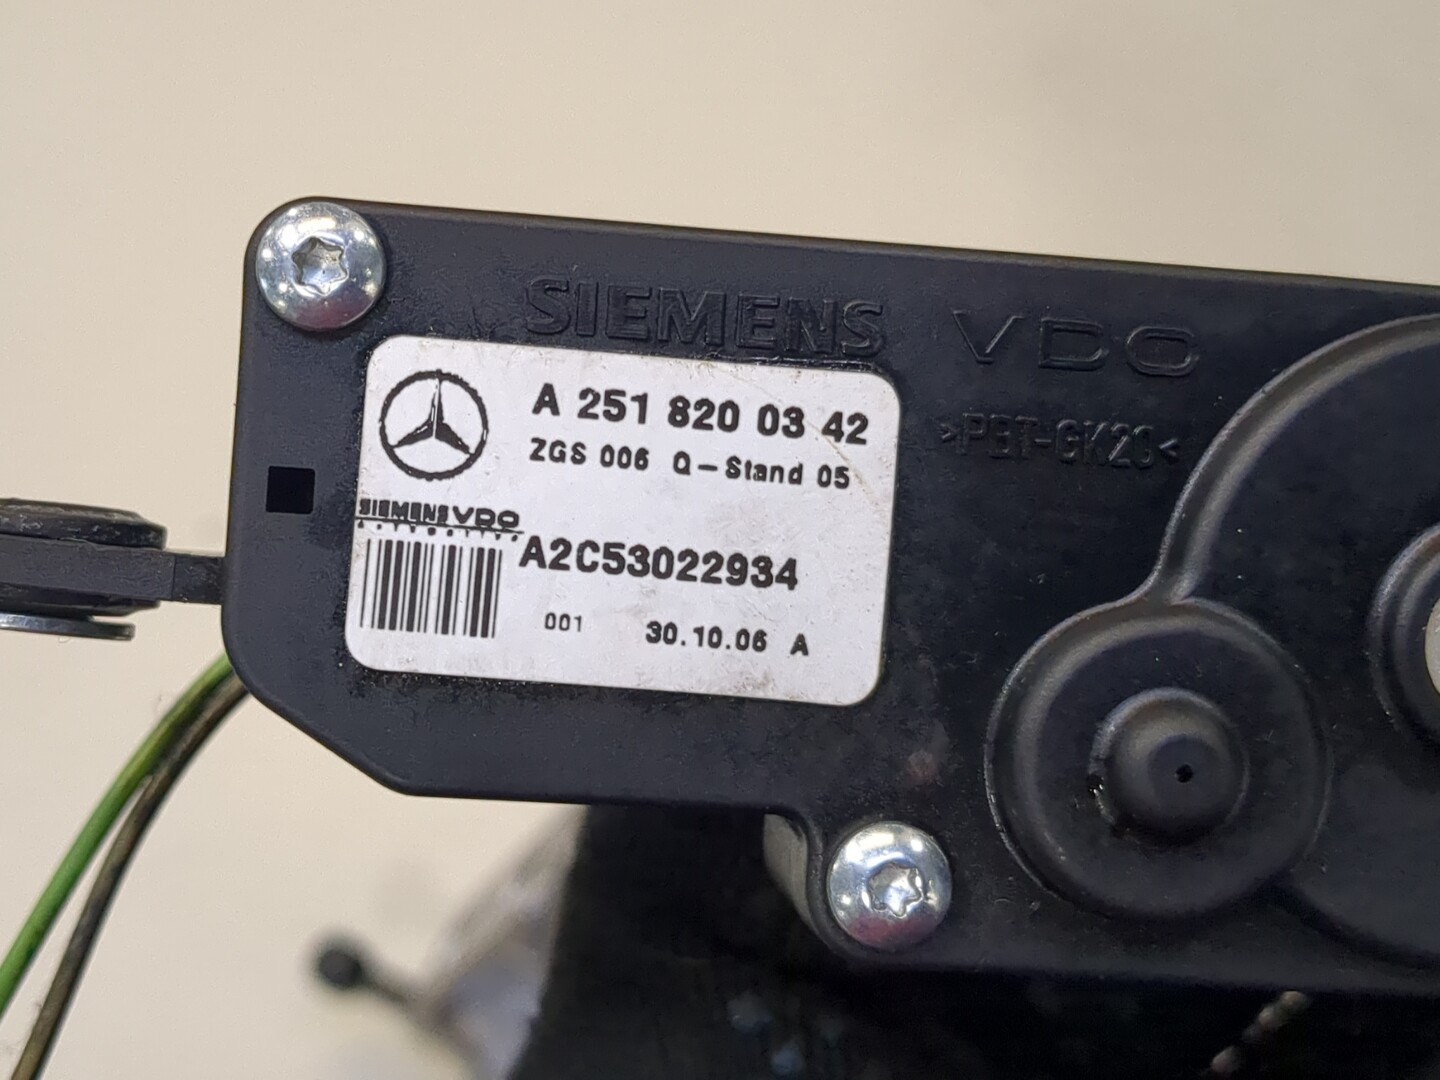 SIEMENS VDO
>PBT-GK20<
A 251 820 03 42
ZGS 006 Q-Stand 05
SIEMENS VDO
AUTOMOTIVE
A2C53022934
001 30.10.06 A